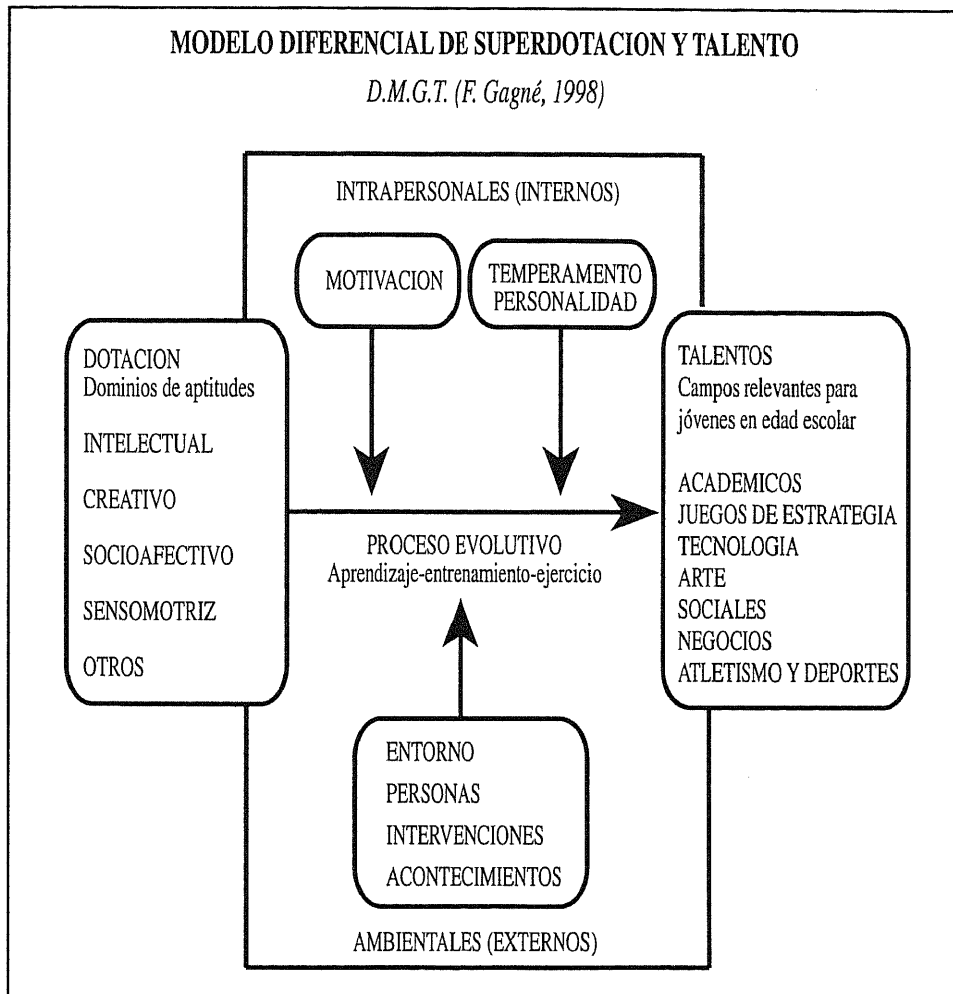 MODELO DIFERENCIAL DE SUPERDOTACION Y TALENTO
D.M.G.T. (F. Gagné, 1998)
INTRAPERSONALES (INTERNOS)
MOTIVACION
TEMPERAMENTO
PERSONALIDAD
DOTACION
Dominios de aptitudes
INTELECTUAL
CREATIVO
SOCIOAFECTIVO
SENSOMOTRIZ
OTROS
PROCESO EVOLUTIVO
Aprendizaje-entrenamiento-ejercicio
TALENTOS
Campos relevantes para
jóvenes en edad escolar
ACADEMICOS
JUEGOS DE ESTRATEGIA
TECNOLOGIA
ARTE
SOCIALES
NEGOCIOS
ATLETISMO Y DEPORTES
ENTORNO
PERSONAS
INTERVENCIONES
ACONTECIMIENTOS
AMBIENTALES (EXTERNOS)